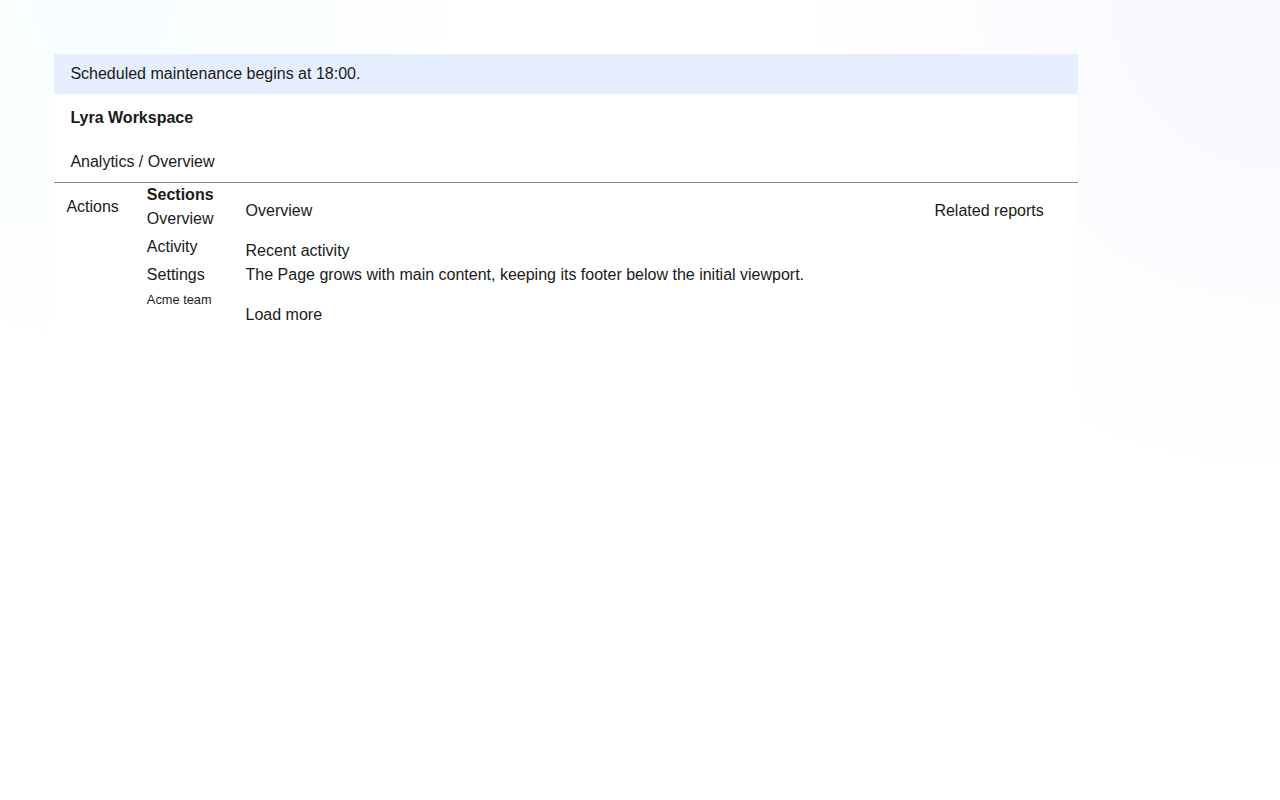 Scheduled maintenance begins at 18:00.
Lyra Workspace
Analytics / Overview
Actions
Sections
Overview
Activity
Settings
Acme team
Overview
Recent activity
The Page grows with main content, keeping its footer below the initial viewport.
Load more
Related reports